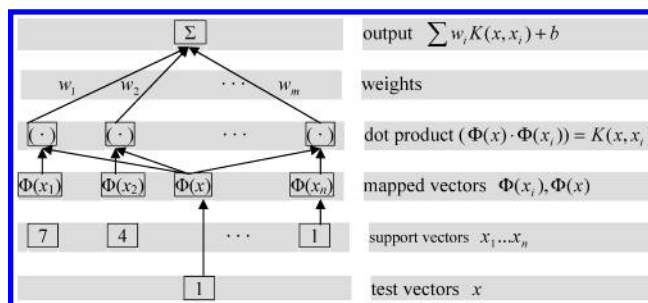 Σ output ∑ w_i K(x, x_i) + b
w_1 w_2 · · · w_m weights
( · ) ( · ) · · · ( · ) dot product (Φ(x) · Φ(x_i)) = K(x, x_i
Φ(x_1) Φ(x_2) Φ(x) Φ(x_n) mapped vectors Φ(x_i), Φ(x)
7 4 · · · 1 support vectors x_1...x_n
1 test vectors x